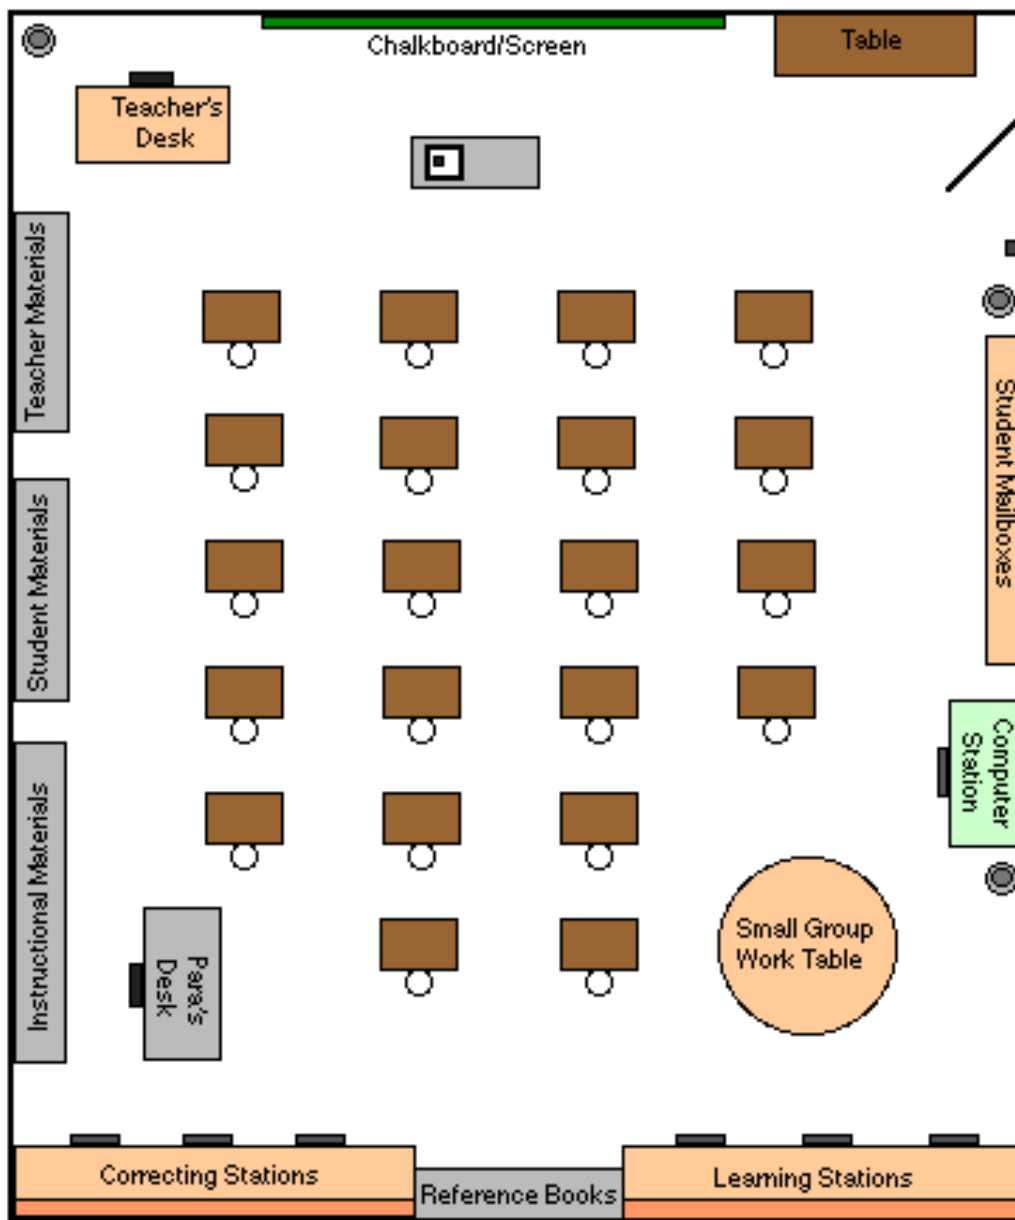 Chalkboard/Screen
Table
Teacher's
Desk
Teacher Materials
Student Mailboxes
Student Materials
Computer
Station
Instructional Materials
Small Group
Work Table
Para's
Desk
Correcting Stations
Reference Books
Learning Stations